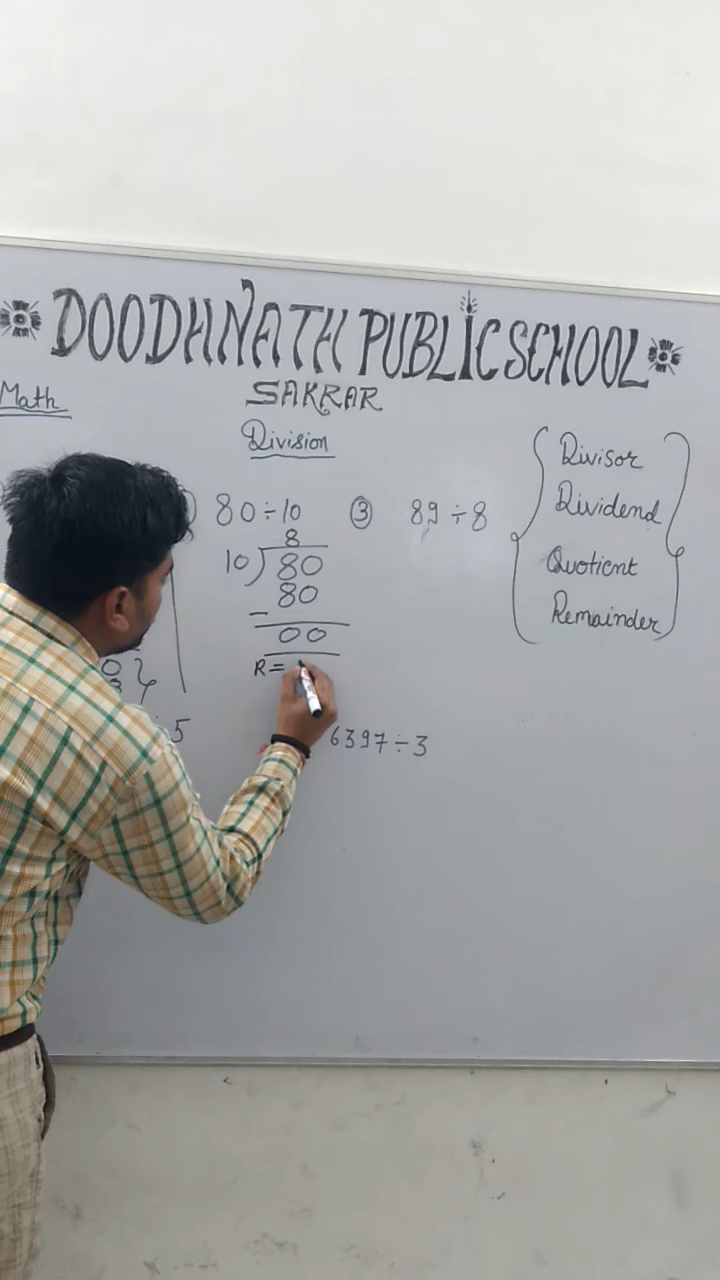 DOODHNATH PUBLIC SCHOOL
SAKRAR
Math
Division
80÷10
8
10)80
80
–
00
R=
③ 89÷8
Divisor
Dividend
Quotient
Remainder
5
6397÷3